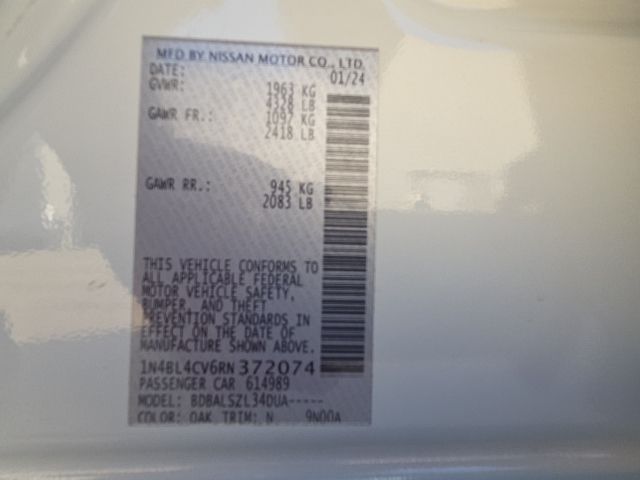 MFD BY NISSAN MOTOR CO., LTD.
DATE: 01/24
GVWR: 1963 KG
4328 LB
GAWR FR.: 1097 KG
2418 LB
GAWR RR.: 945 KG
2083 LB
THIS VEHICLE CONFORMS TO
ALL APPLICABLE FEDERAL
MOTOR VEHICLE SAFETY,
BUMPER, AND THEFT
PREVENTION STANDARDS IN
EFFECT ON THE DATE OF
MANUFACTURE SHOWN ABOVE.
1N4BL4CV6RN372074
PASSENGER CAR 614989
MODEL: BDBALSZL34DUA-----
COLOR: QAK TRIM: N 9N00A